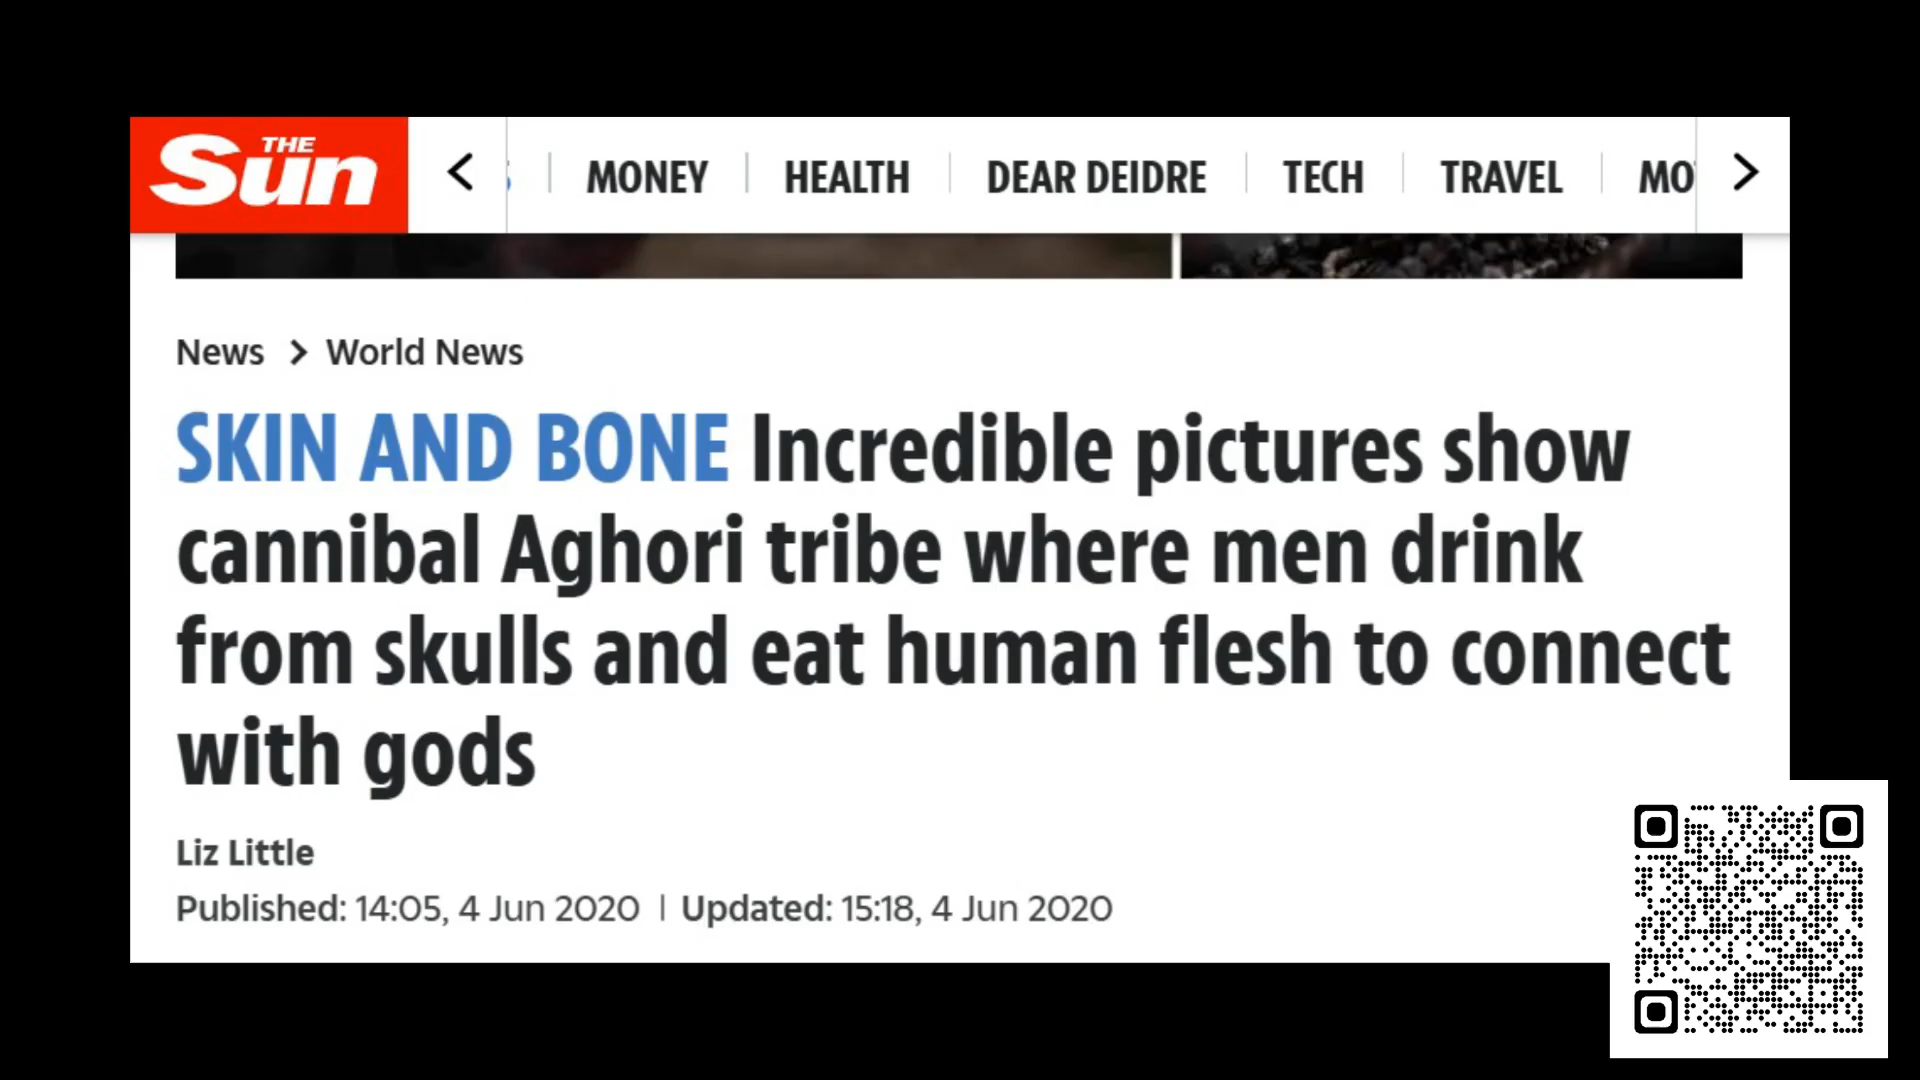 THE Sun
MONEY HEALTH DEAR DEIDRE TECH TRAVEL MO
News > World News
SKIN AND BONE Incredible pictures show
cannibal Aghori tribe where men drink
from skulls and eat human flesh to connect
with gods
Liz Little
Published: 14:05, 4 Jun 2020 | Updated: 15:18, 4 Jun 2020